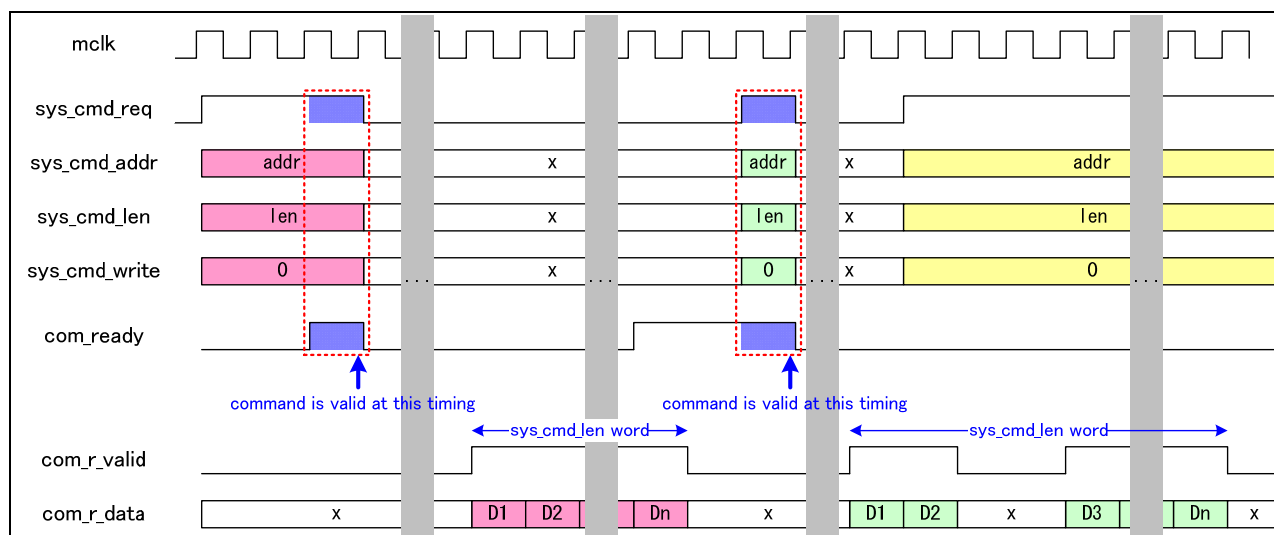 mclk
sys_cmd_req
sys_cmd_addr addr x addr x addr
sys_cmd_len len x len x len
sys_cmd_write 0 x 0 x 0
... ... ... ...
com_ready
command is valid at this timing command is valid at this timing
sys_cmd_len word sys_cmd_len word
com_r_valid
com_r_data x D1 D2 Dn x D1 D2 x D3 Dn x